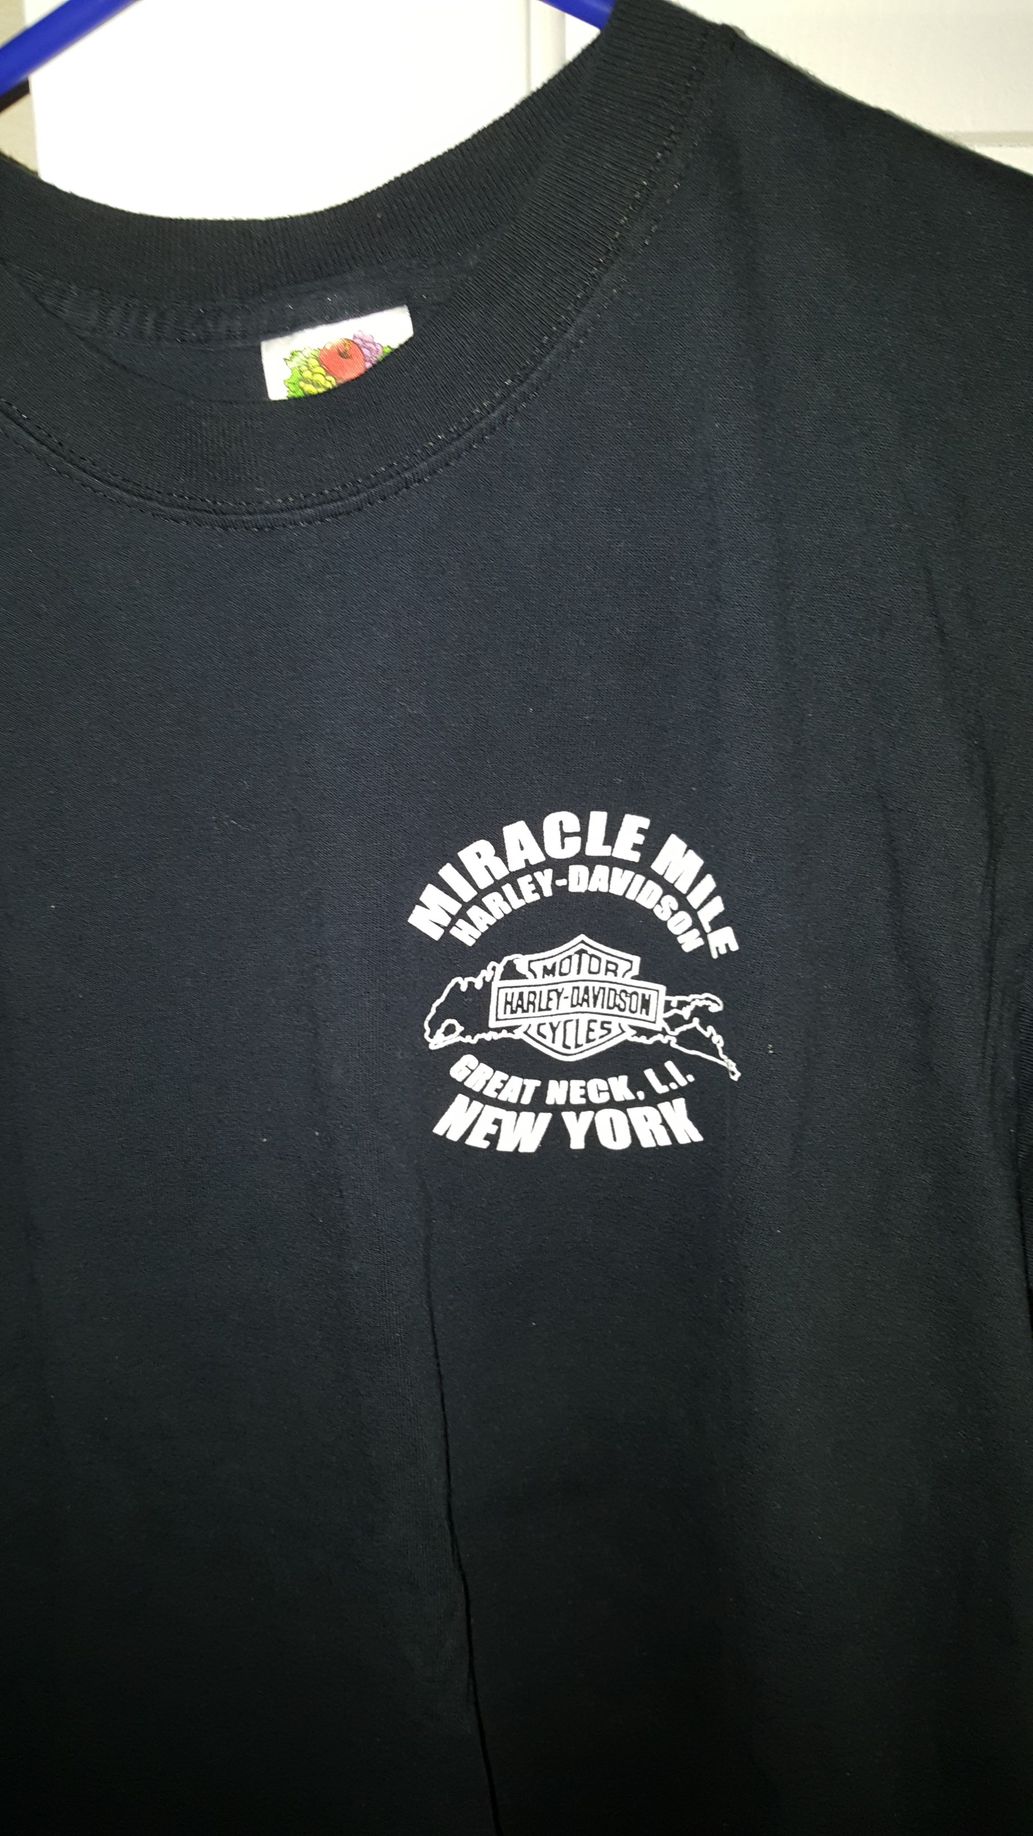 MIRACLE MILE
HARLEY-DAVIDSON
MOTOR
HARLEY-DAVIDSON
CYCLES
GREAT NECK, L.I.
NEW YORK